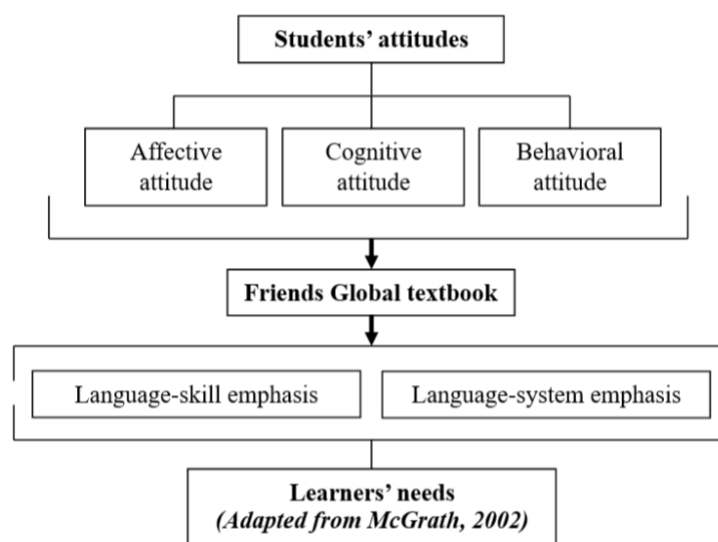 Students’ attitudes
Affective
attitude
Cognitive
attitude
Behavioral
attitude
Friends Global textbook
Language-skill emphasis
Language-system emphasis
Learners’ needs
(Adapted from McGrath, 2002)